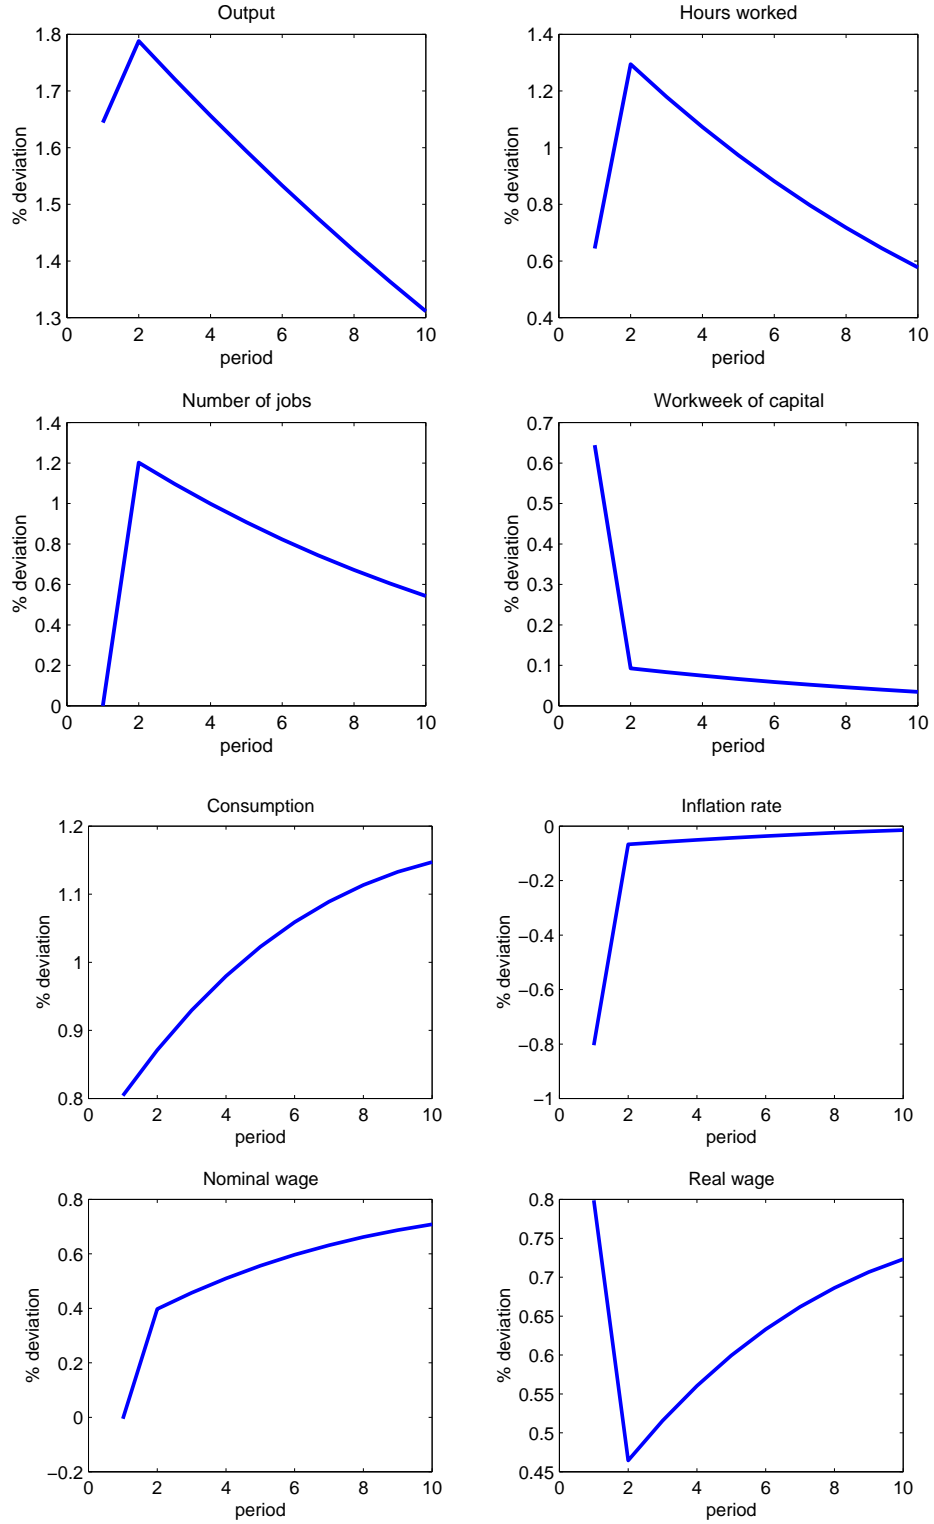 Output
1.8
1.7
1.6
1.5
1.4
1.3
% deviation
0 2 4 6 8 10
period
Hours worked
1.4
1.2
1
0.8
0.6
0.4
% deviation
0 2 4 6 8 10
period
Number of jobs
1.4
1.2
1
0.8
0.6
0.4
0.2
0
% deviation
0 2 4 6 8 10
period
Workweek of capital
0.7
0.6
0.5
0.4
0.3
0.2
0.1
0
% deviation
0 2 4 6 8 10
period
Consumption
1.2
1.1
1
0.9
0.8
% deviation
0 2 4 6 8 10
period
Inflation rate
0
−0.2
−0.4
−0.6
−0.8
−1
% deviation
0 2 4 6 8 10
period
Nominal wage
0.8
0.6
0.4
0.2
0
−0.2
% deviation
0 2 4 6 8 10
period
Real wage
0.8
0.75
0.7
0.65
0.6
0.55
0.5
0.45
% deviation
0 2 4 6 8 10
period